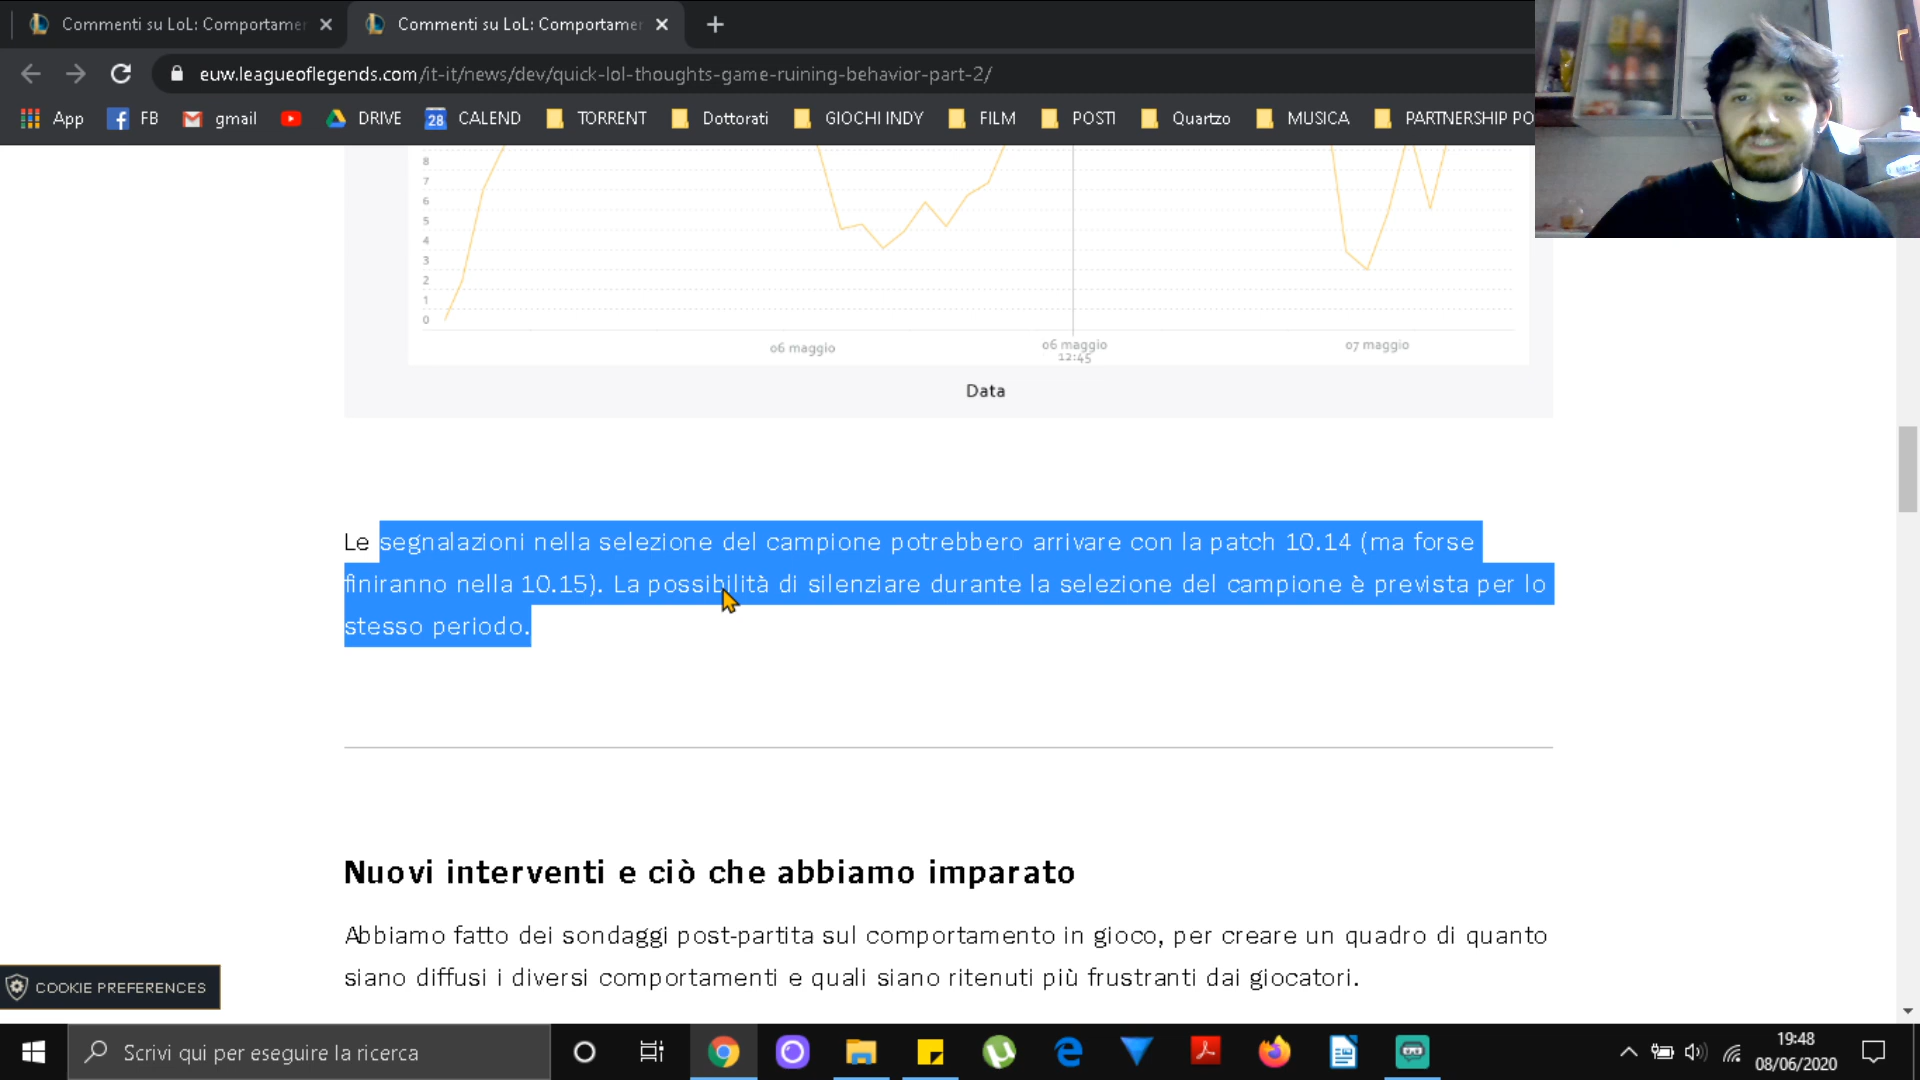 Commenti su LoL: Comportame
Commenti su LoL: Comportame
euw.leagueoflegends.com/it-it/news/dev/quick-lol-thoughts-game-ruining-behavior-part-2/
App FB gmail DRIVE 28 CALEND TORRENT Dottorati GIOCHI INDY FILM POSTI Quartzo MUSICA PARTNERSHIP PO
8
7
6
5
4
3
2
1
0
06 maggio 06 maggio 07 maggio
12:45
Data
Le segnalazioni nella selezione del campione potrebbero arrivare con la patch 10.14 (ma forse
finiranno nella 10.15). La possibilità di silenziare durante la selezione del campione è prevista per lo
stesso periodo.
Nuovi interventi e ciò che abbiamo imparato
Abbiamo fatto dei sondaggi post-partita sul comportamento in gioco, per creare un quadro di quanto
siano diffusi i diversi comportamenti e quali siano ritenuti più frustranti dai giocatori.
COOKIE PREFERENCES
Scrivi qui per eseguire la ricerca
19:48
08/06/2020